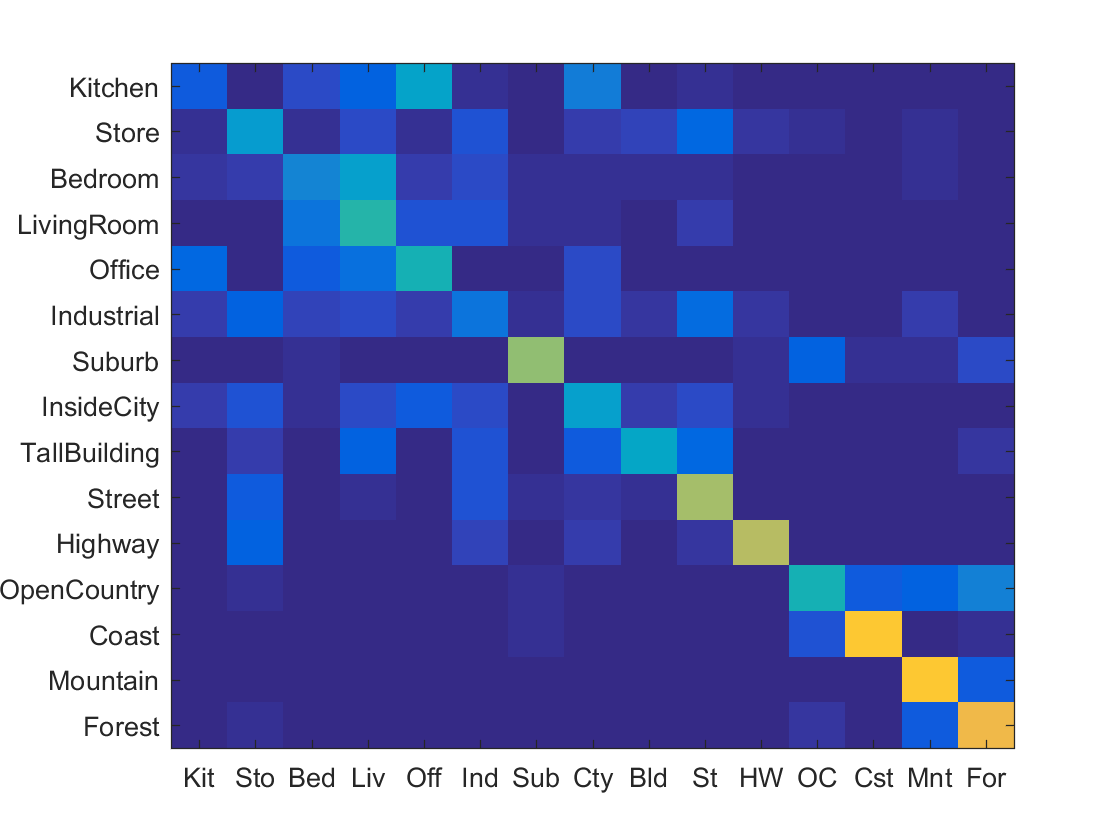 Kitchen
Store
Bedroom
LivingRoom
Office
Industrial
Suburb
InsideCity
TallBuilding
Street
Highway
OpenCountry
Coast
Mountain
Forest
Kit Sto Bed Liv Off Ind Sub Cty Bld St HW OC Cst Mnt For